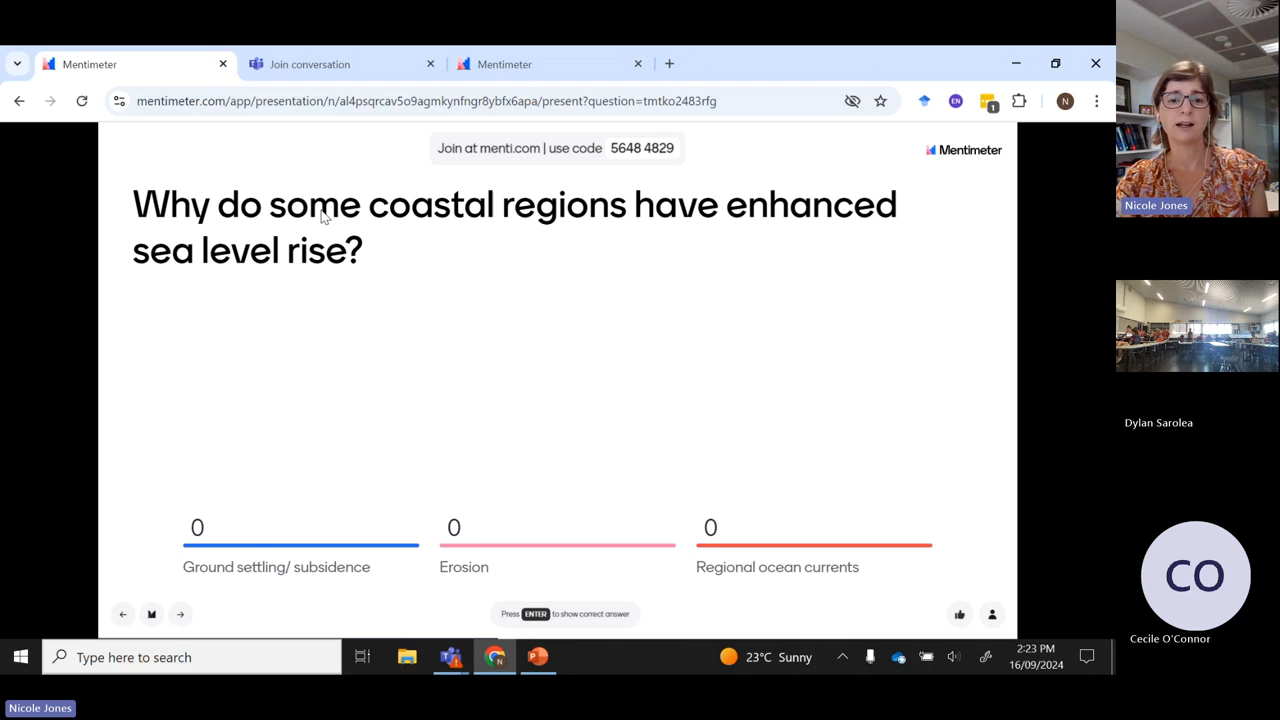 Mentimeter
Join conversation
Mentimeter
mentimeter.com/app/presentation/n/al4psqrcav5o9agmkynfngr8ybfx6apa/present?question=tmtko2483rfg
EN
1
N
Join at menti.com | use code 5648 4829
Mentimeter
Why do some coastal regions have enhanced
sea level rise?
0
0
0
Ground settling/ subsidence
Erosion
Regional ocean currents
Press ENTER to show correct answer
Type here to search
23°C Sunny
2:23 PM
16/09/2024
Nicole Jones
Nicole Jones
Dylan Sarolea
CO
Cecile O'Connor